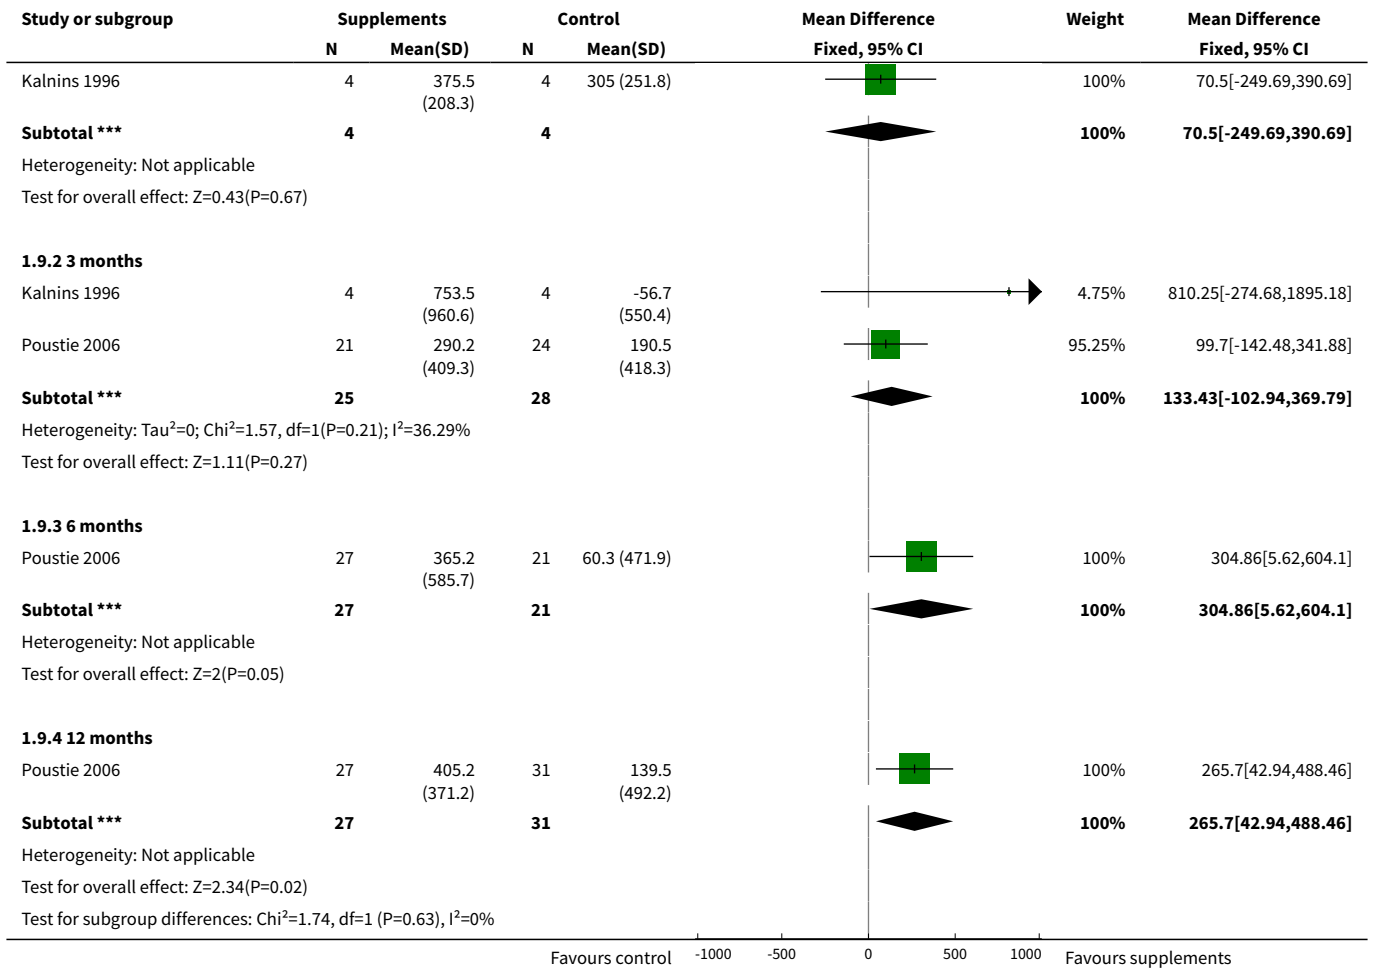 Study or subgroup Supplements Control Mean Difference Weight Mean Difference
N Mean(SD) N Mean(SD) Fixed, 95% CI Fixed, 95% CI
Kalnins 1996 4 375.5 4 305 (251.8) 100% 70.5[-249.69,390.69]
(208.3)
Subtotal *** 4 4 100% 70.5[-249.69,390.69]
Heterogeneity: Not applicable
Test for overall effect: Z=0.43(P=0.67)
1.9.2 3 months
Kalnins 1996 4 753.5 4 -56.7 4.75% 810.25[-274.68,1895.18]
(960.6) (550.4)
Poustie 2006 21 290.2 24 190.5 95.25% 99.7[-142.48,341.88]
(409.3) (418.3)
Subtotal *** 25 28 100% 133.43[-102.94,369.79]
Heterogeneity: Tau²=0; Chi²=1.57, df=1(P=0.21); I²=36.29%
Test for overall effect: Z=1.11(P=0.27)
1.9.3 6 months
Poustie 2006 27 365.2 21 60.3 (471.9) 100% 304.86[5.62,604.1]
(585.7)
Subtotal *** 27 21 100% 304.86[5.62,604.1]
Heterogeneity: Not applicable
Test for overall effect: Z=2(P=0.05)
1.9.4 12 months
Poustie 2006 27 405.2 31 139.5 100% 265.7[42.94,488.46]
(371.2) (492.2)
Subtotal *** 27 31 100% 265.7[42.94,488.46]
Heterogeneity: Not applicable
Test for overall effect: Z=2.34(P=0.02)
Test for subgroup differences: Chi²=1.74, df=1 (P=0.63), I²=0%
Favours control -1000 -500 0 500 1000 Favours supplements